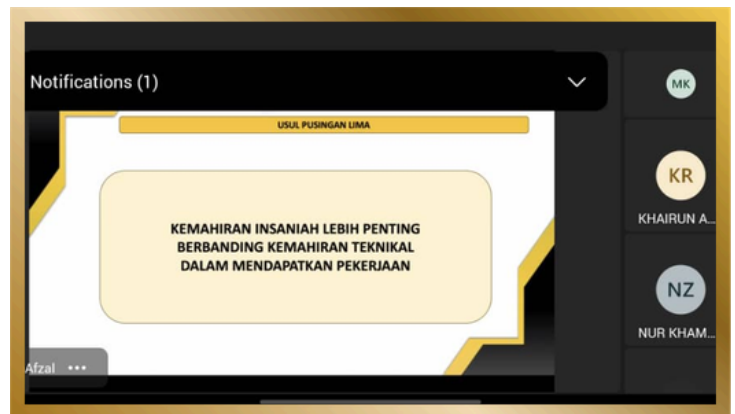 Notifications (1)
MK
USUL PUSINGAN LIMA
KR
KHAIRUN A...
KEMAHIRAN INSANIAH LEBIH PENTING
BERBANDING KEMAHIRAN TEKNIKAL
DALAM MENDAPATKAN PEKERJAAN
NZ
NUR KHAM...
Afzal